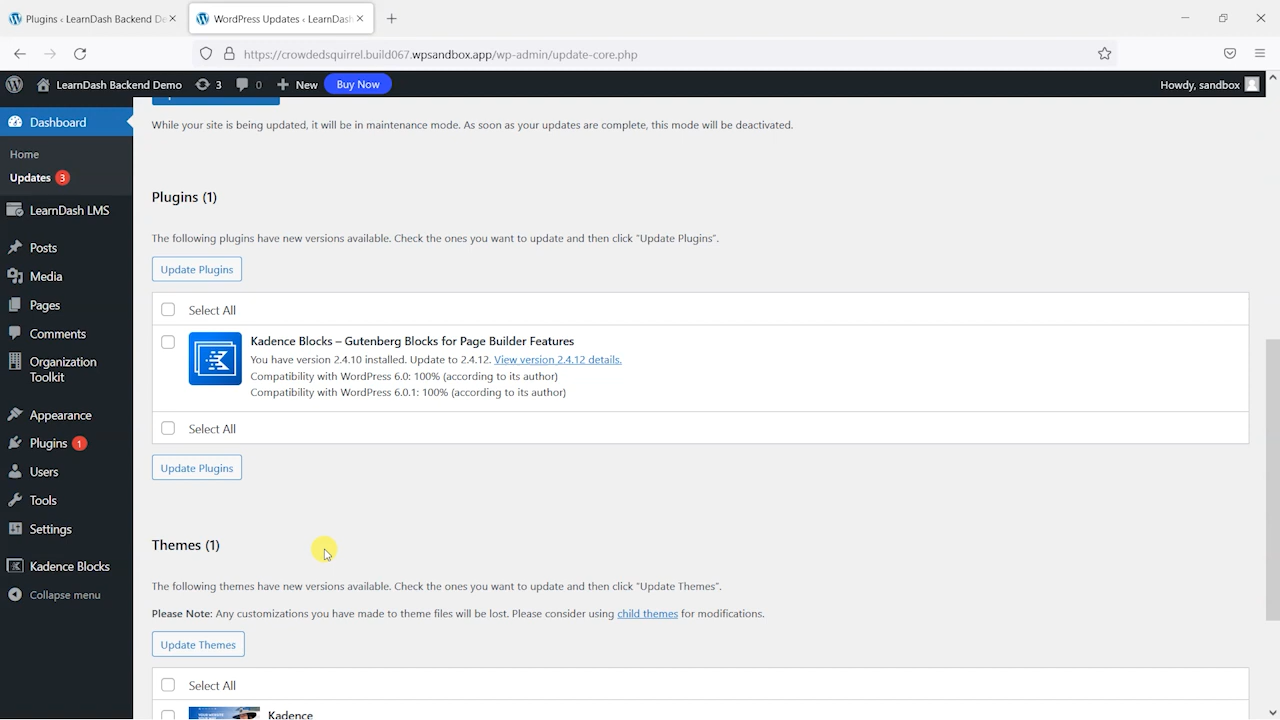 Plugins ‹ LearnDash Backend De
WordPress Updates ‹ LearnDash
https://crowdedsquirrel.build067.wpsandbox.app/wp-admin/update-core.php
LearnDash Backend Demo
3
0
New
Buy Now
Howdy, sandbox
Dashboard
Home
Updates 3
LearnDash LMS
Posts
Media
Pages
Comments
Organization
Toolkit
Appearance
Plugins 1
Users
Tools
Settings
Kadence Blocks
Collapse menu
While your site is being updated, it will be in maintenance mode. As soon as your updates are complete, this mode will be deactivated.
Plugins (1)
The following plugins have new versions available. Check the ones you want to update and then click “Update Plugins”.
Update Plugins
Select All
Kadence Blocks – Gutenberg Blocks for Page Builder Features
You have version 2.4.10 installed. Update to 2.4.12. View version 2.4.12 details.
Compatibility with WordPress 6.0: 100% (according to its author)
Compatibility with WordPress 6.0.1: 100% (according to its author)
Select All
Update Plugins
Themes (1)
The following themes have new versions available. Check the ones you want to update and then click “Update Themes”.
Please Note: Any customizations you have made to theme files will be lost. Please consider using child themes for modifications.
Update Themes
Select All
Kadence